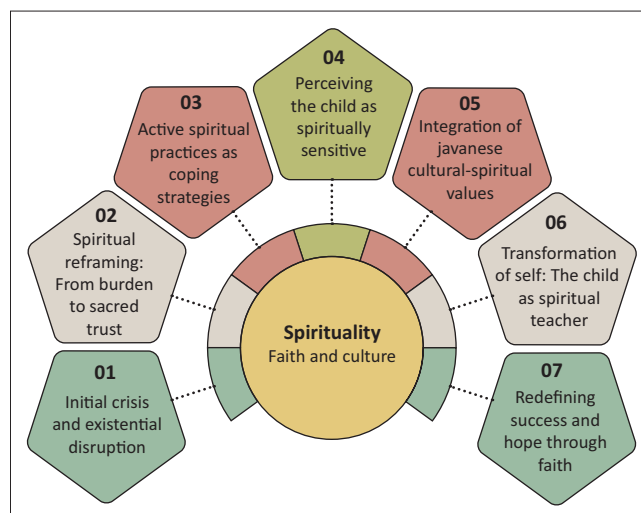 01
Initial crisis
and existential
disruption
02
Spiritual
reframing:
From burden
to sacred
trust
03
Active spiritual
practices as
coping
strategies
04
Perceiving
the child as
spiritually
sensitive
05
Integration of
javanese
cultural-spiritual
values
06
Transformation
of self: The child
as spiritual
teacher
07
Redefining
success and
hope through
faith
Spirituality
Faith and culture